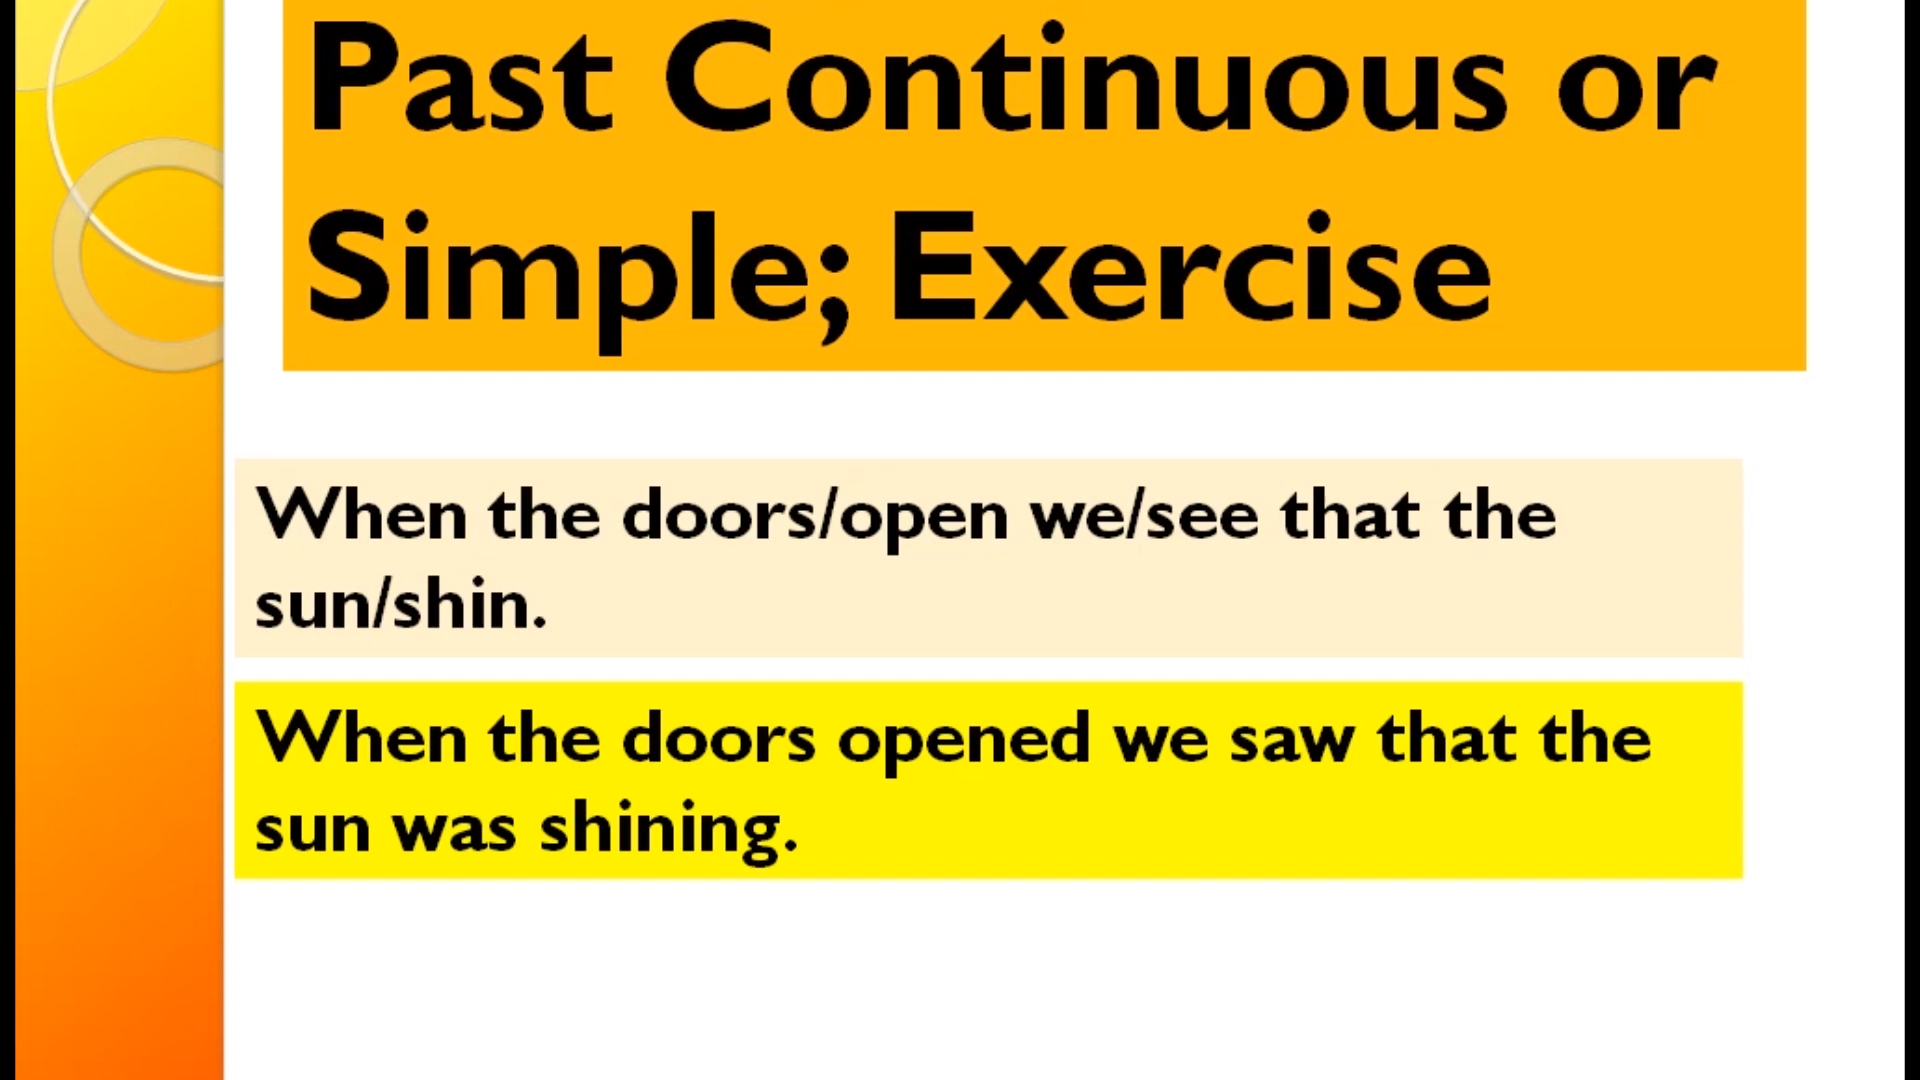 Past Continuous or
Simple; Exercise
When the doors/open we/see that the
sun/shin.
When the doors opened we saw that the
sun was shining.